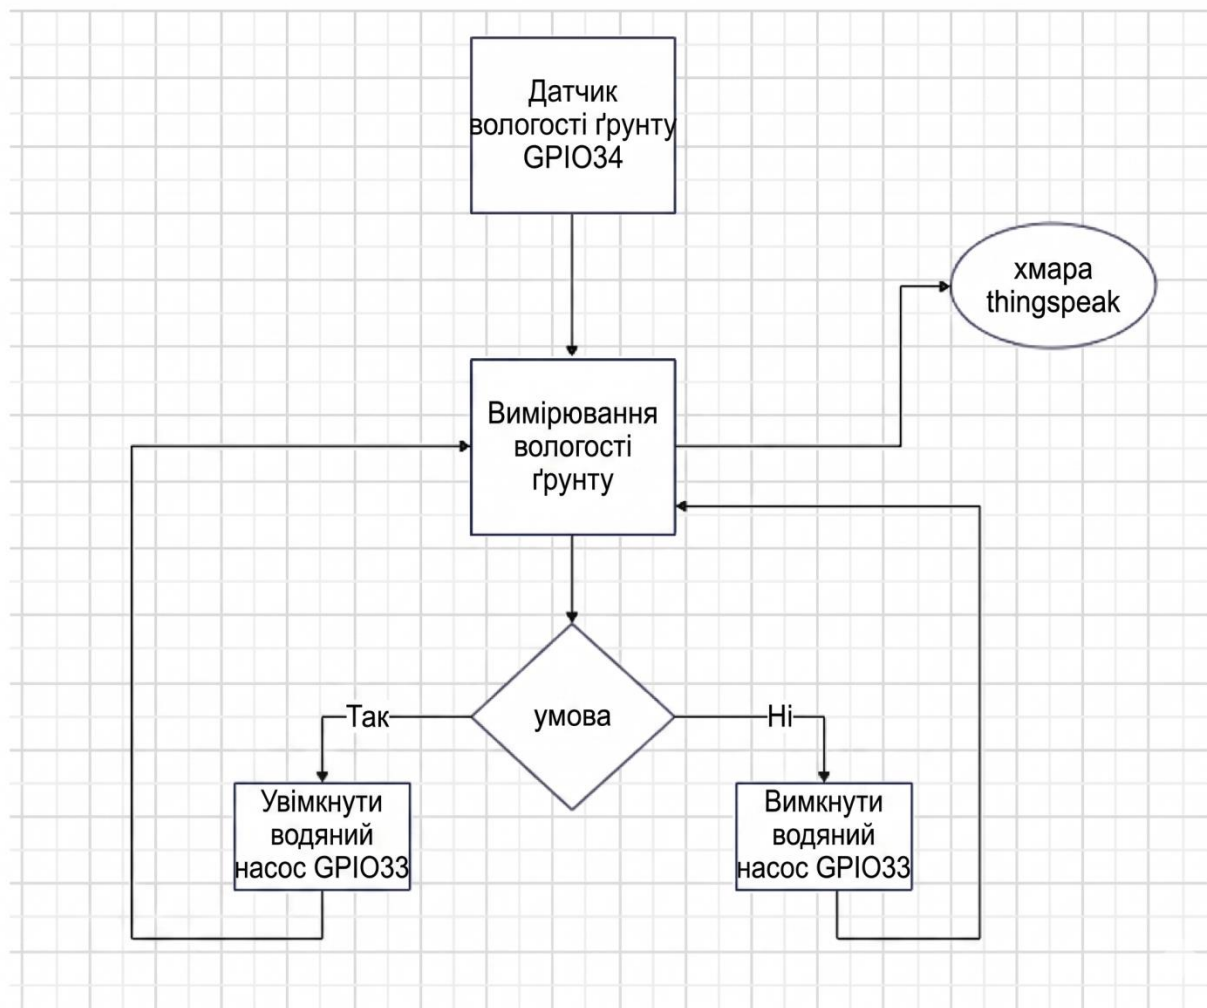 Датчик
вологості ґрунту
GPIO34
хмара
thingspeak
Вимірювання
вологості
ґрунту
умова
Так
Ні
Увімкнути
водяний
насос GPIO33
Вимкнути
водяний
насос GPIO33